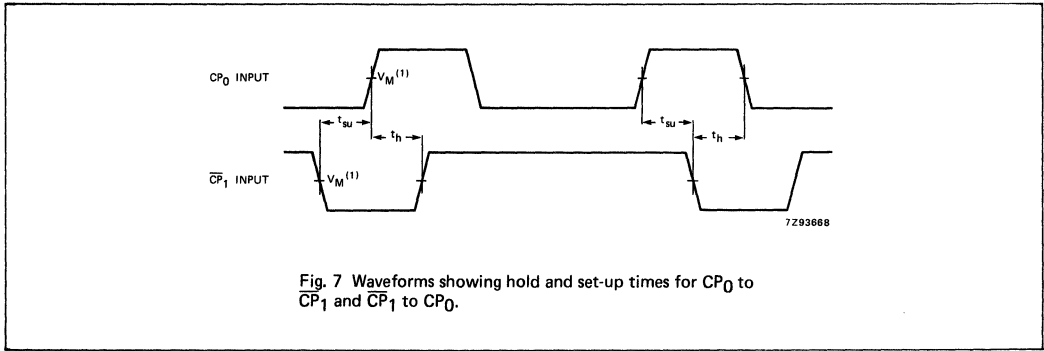 CP0 INPUT
VM(1)
tsu
th
tsu
th
CP1 INPUT
VM(1)
7Z93668
Fig. 7 Waveforms showing hold and set-up times for CP0 to
CP1 and CP1 to CP0.